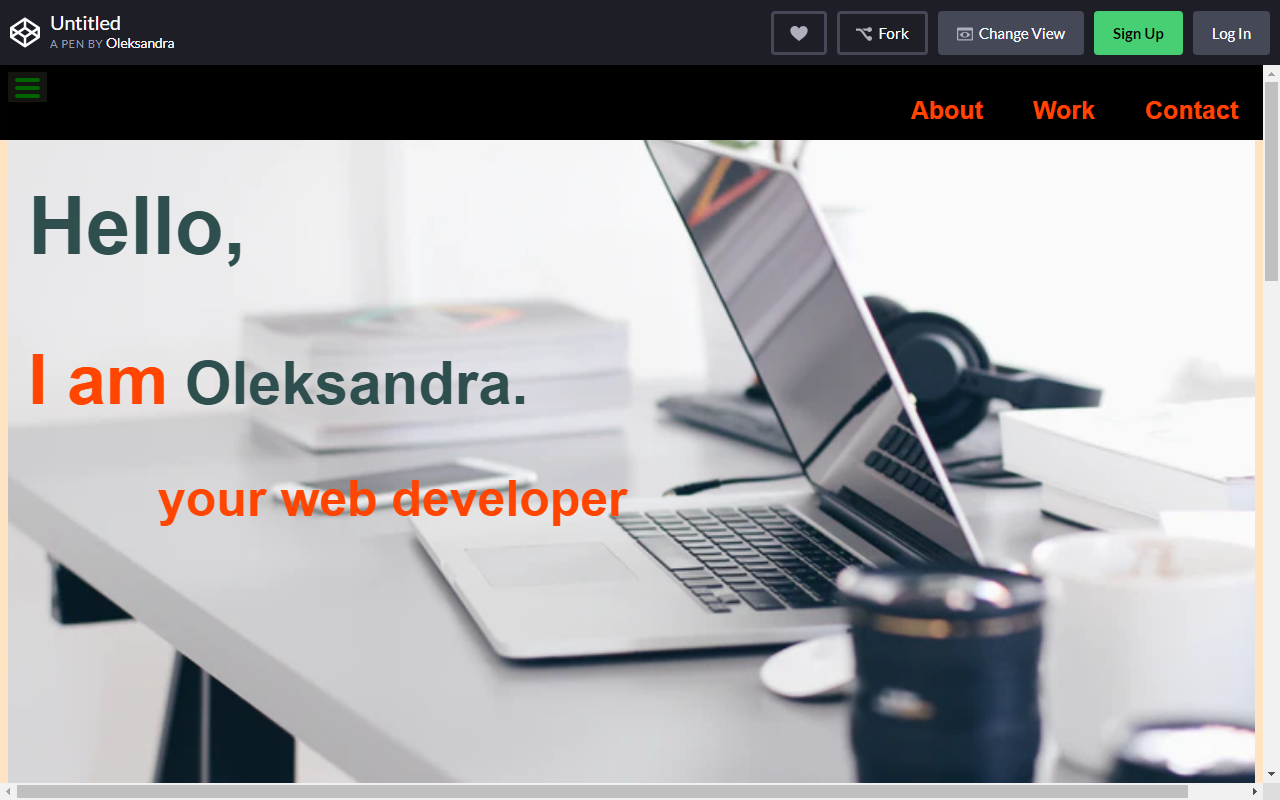 Untitled
A PEN BY Oleksandra
Fork
Change View
Sign Up
Log In
About
Work
Contact
Hello,
I am Oleksandra.
your web developer